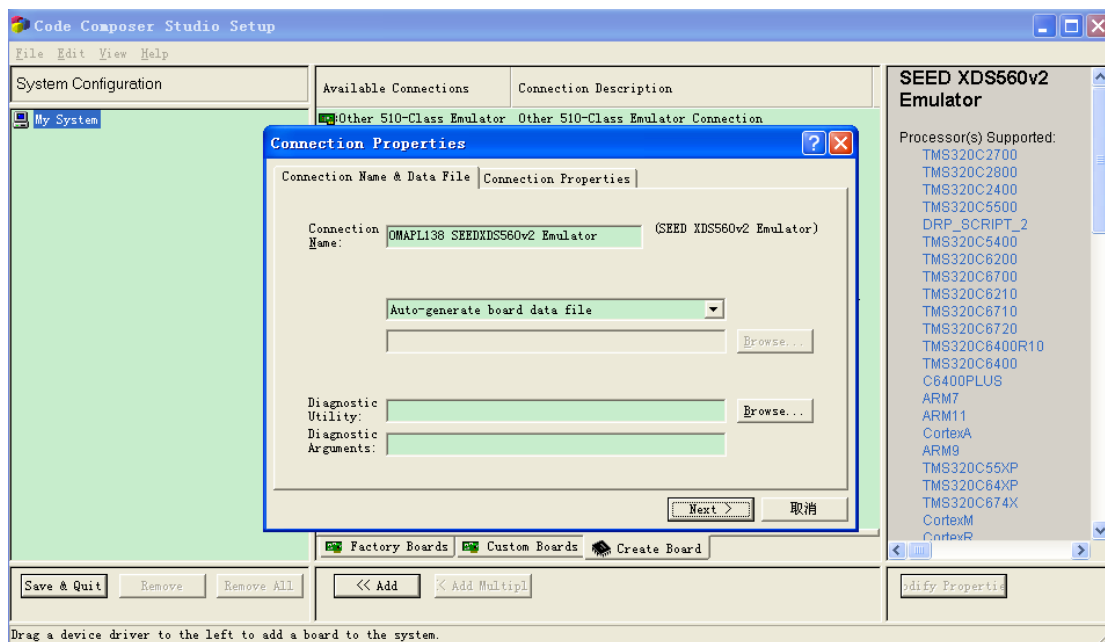 Code Composer Studio Setup
File Edit View Help
System Configuration
My System
Available Connections Connection Description
Other 510-Class Emulator Other 510-Class Emulator Connection
Connection Properties
Connection Name & Data File Connection Properties
Connection Name: OMAPL138 SEEDXDS560v2 Emulator (SEED XDS560v2 Emulator)
Auto-generate board data file
Browse...
Diagnostic Utility: Browse...
Diagnostic Arguments:
Next > 取消
Factory Boards Custom Boards Create Board
SEED XDS560v2
Emulator
Processor(s) Supported:
TMS320C2700
TMS320C2800
TMS320C2400
TMS320C5500
DRP_SCRIPT_2
TMS320C5400
TMS320C6200
TMS320C6700
TMS320C6210
TMS320C6710
TMS320C6720
TMS320C6400R10
TMS320C6400
C6400PLUS
ARM7
ARM11
CortexA
ARM9
TMS320C55XP
TMS320C64XP
TMS320C674X
CortexM
CortexR
Save & Quit Remove Remove All << Add < Add Multipl odify Propertie
Drag a device driver to the left to add a board to the system.